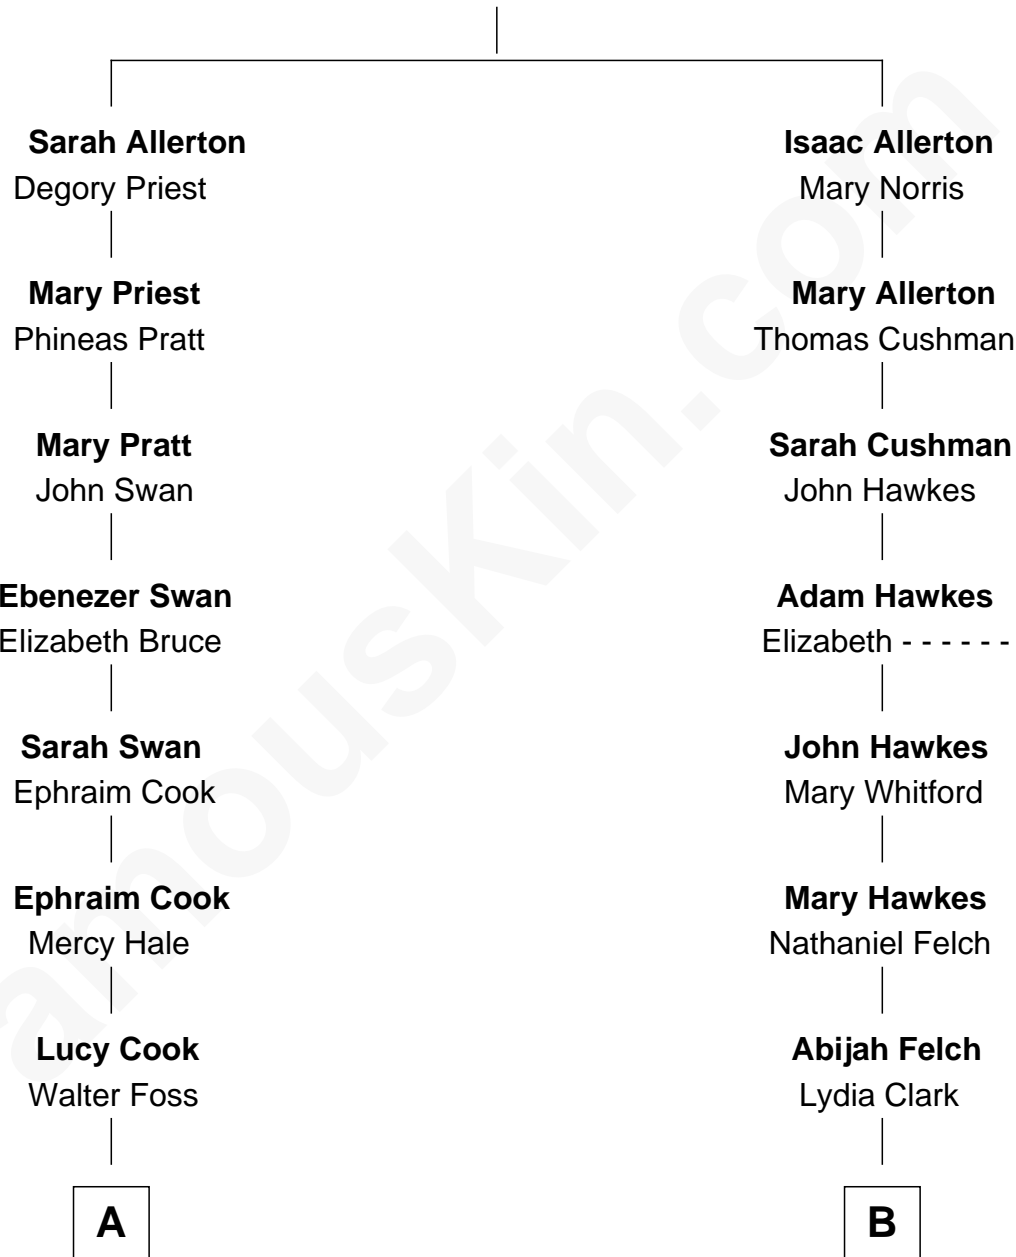 Sarah Allerton
Degory Priest
Mary Priest
Phineas Pratt
Mary Pratt
John Swan
Ebenezer Swan
Elizabeth Bruce
Sarah Swan
Ephraim Cook
Ephraim Cook
Mercy Hale
Lucy Cook
Walter Foss
A
Isaac Allerton
Mary Norris
Mary Allerton
Thomas Cushman
Sarah Cushman
John Hawkes
Adam Hawkes
Elizabeth - - - - - -
John Hawkes
Mary Whitford
Mary Hawkes
Nathaniel Felch
Abijah Felch
Lydia Clark
B
amousKin.com